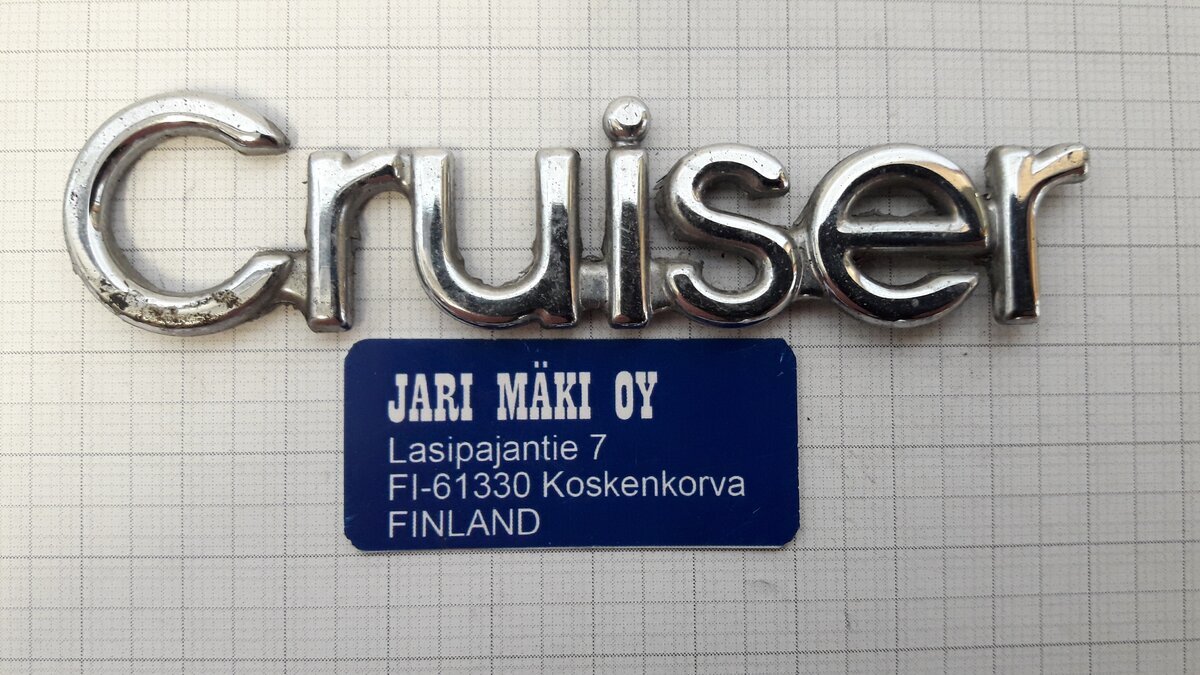 Cruiser
JARI MÄKI OY
Lasipajantie 7
FI-61330 Koskenkorva
FINLAND